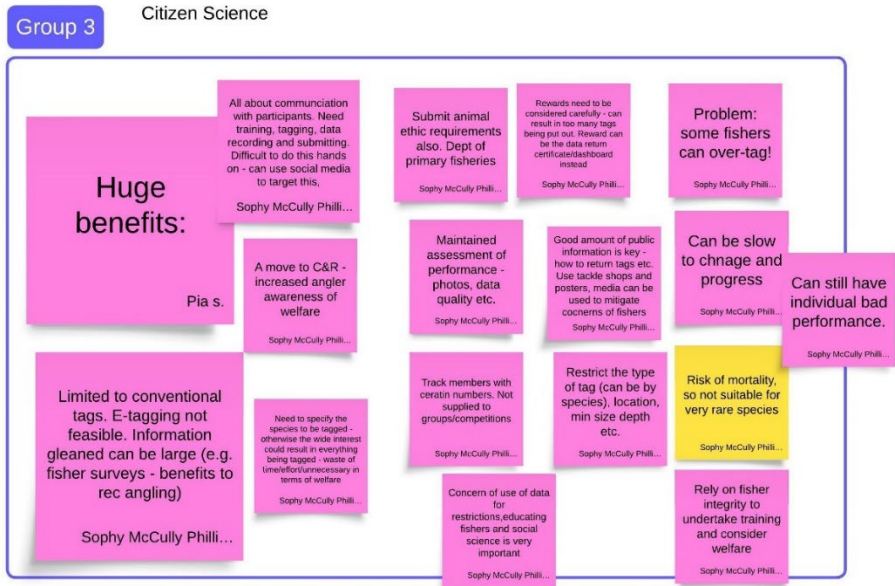 Group 3
Citizen Science
Huge
benefits:
Pia s.
All about communciation
with participants. Need
training, tagging, data
recording and submitting.
Difficult to do this hands
on - can use social media
to target this,
Sophy McCully Philli…
A move to C&R -
increased angler
awareness of
welfare
Sophy McCully Philli…
Limited to conventional
tags. E-tagging not
feasible. Information
gleaned can be large (e.g.
fisher surveys - benefits to
rec angling)
Sophy McCully Philli…
Need to specify the
species to be tagged -
otherwise the wide interest
could result in everything
being tagged - waste of
time/effort/unnecessary in
terms of welfare
Sophy McCully Philli…
Submit animal
ethic requirements
also. Dept of
primary fisheries
Sophy McCully Philli…
Rewards need to be
considered carefully - can
result in too many tags
being put out. Reward can
be the data return
certificate/dashboard
instead
Sophy McCully Philli…
Maintained
assessment of
performance -
photos, data
quality etc.
Sophy McCully Philli…
Good amount of public
information is key -
how to return tags etc.
Use tackle shops and
posters, media can be
used to mitigate
cocnerns of fishers
Sophy McCully Philli…
Track members with
ceratin numbers. Not
supplied to
groups/competitions
Sophy McCully Philli…
Restrict the type
of tag (can be by
species), location,
min size depth
etc.
Sophy McCully Philli…
Concern of use of data
for
restrictions,educating
fishers and social
science is very
important
Sophy McCully Philli…
Problem:
some fishers
can over-tag!
Sophy McCully Philli…
Can be slow
to chnage and
progress
Sophy McCully Philli…
Can still have
individual bad
performance.
Sophy McCully Philli…
Risk of mortality,
so not suitable for
very rare species
Sophy McCully Philli…
Rely on fisher
integrity to
undertake training
and consider
welfare
Sophy McCully Philli…